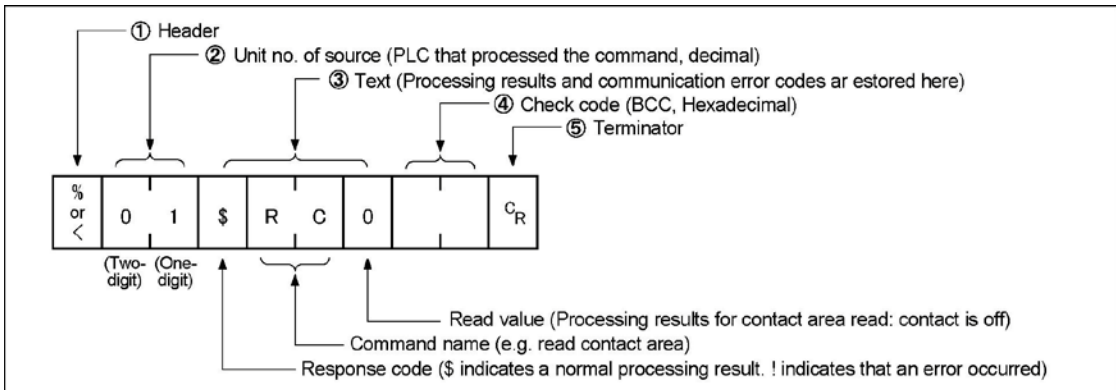 ① Header
② Unit no. of source (PLC that processed the command, decimal)
③ Text (Processing results and communication error codes ar estored here)
④ Check code (BCC, Hexadecimal)
⑤ Terminator
% or < 0 1 $ R C 0 CR
(Two-digit) (One-digit)
Read value (Processing results for contact area read: contact is off)
Command name (e.g. read contact area)
Response code ($ indicates a normal processing result. ! indicates that an error occurred)